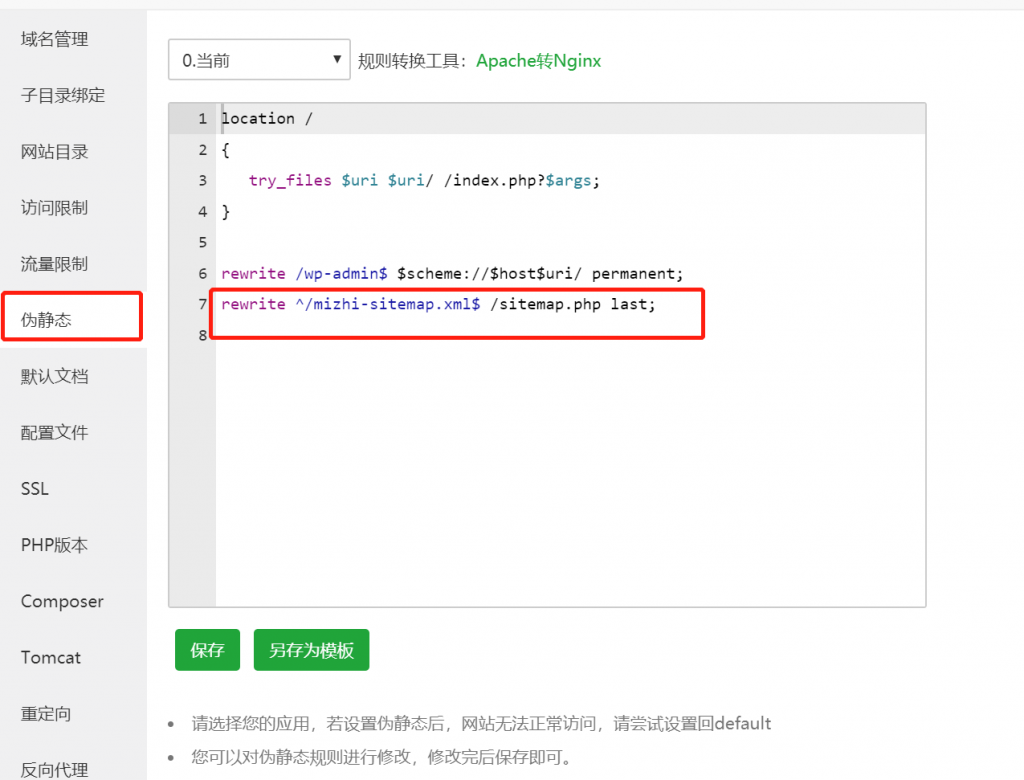 域名管理
子目录绑定
网站目录
访问限制
流量限制
伪静态
默认文档
配置文件
SSL
PHP版本
Composer
Tomcat
重定向
反向代理
0.当前 规则转换工具：Apache转Nginx
1 location /
2 {
3 try_files $uri $uri/ /index.php?$args;
4 }
5
6 rewrite /wp-admin$ $scheme://$host$uri/ permanent;
7 rewrite ^/mizhi-sitemap.xml$ /sitemap.php last;
8
保存 另存为模板
• 请选择您的应用，若设置伪静态后，网站无法正常访问，请尝试设置回default
• 您可以对伪静态规则进行修改，修改完后保存即可。